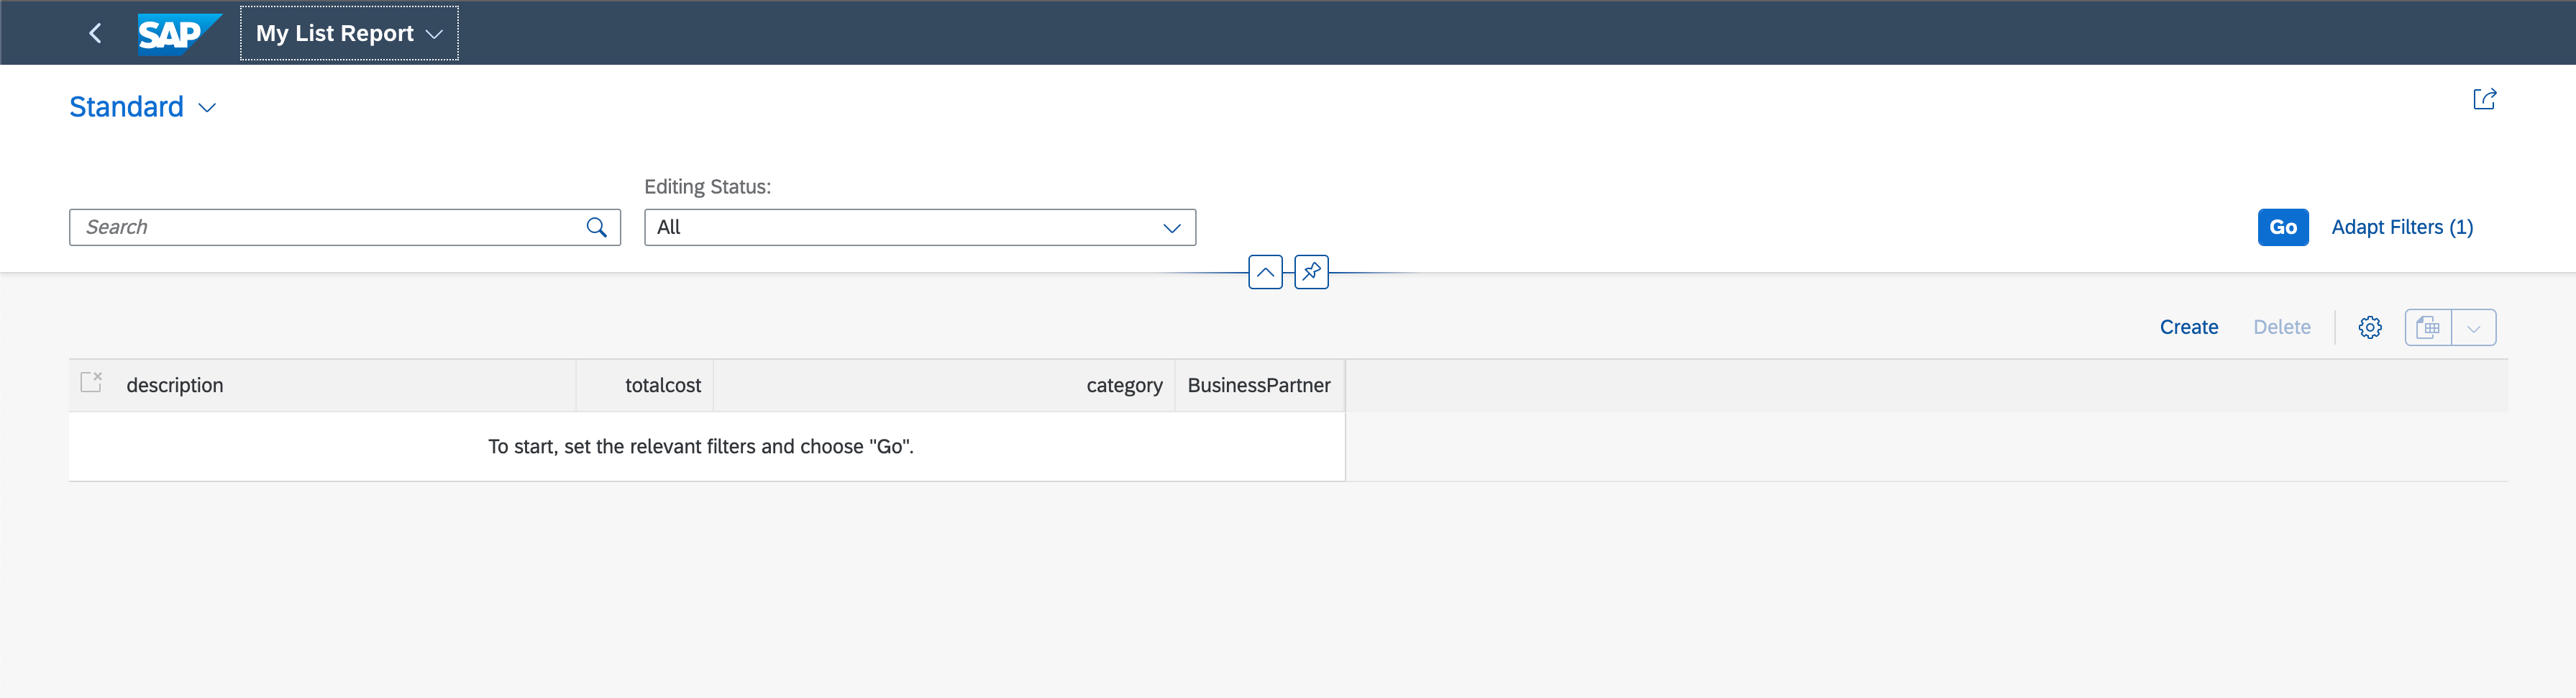 SAP My List Report
Standard
Editing Status:
Search All Go Adapt Filters (1)
Create Delete
description totalcost category BusinessPartner
To start, set the relevant filters and choose "Go".